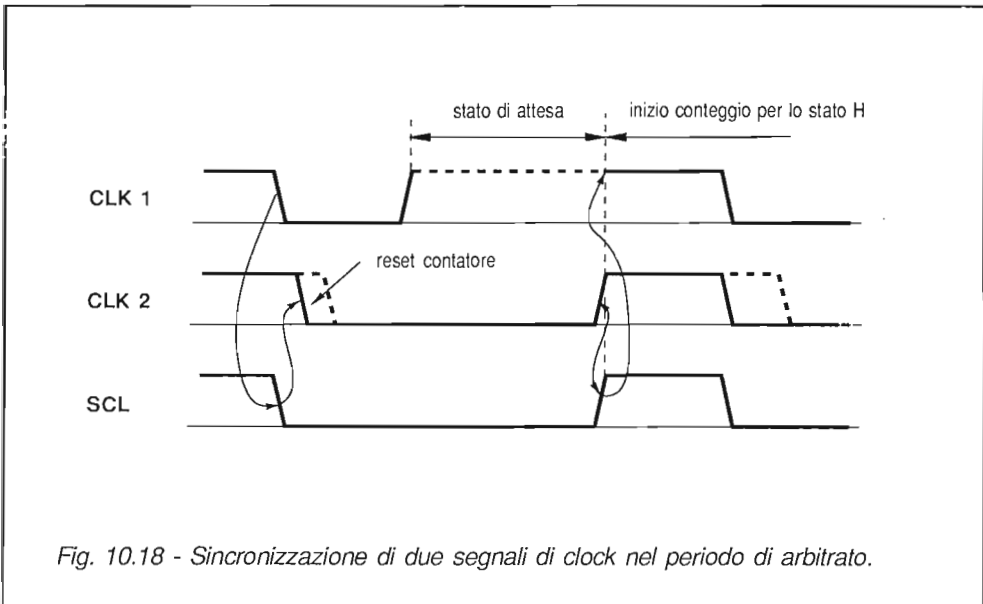 stato di attesa
inizio conteggio per lo stato H
CLK 1
reset contatore
CLK 2
SCL
Fig. 10.18 - Sincronizzazione di due segnali di clock nel periodo di arbitrato.